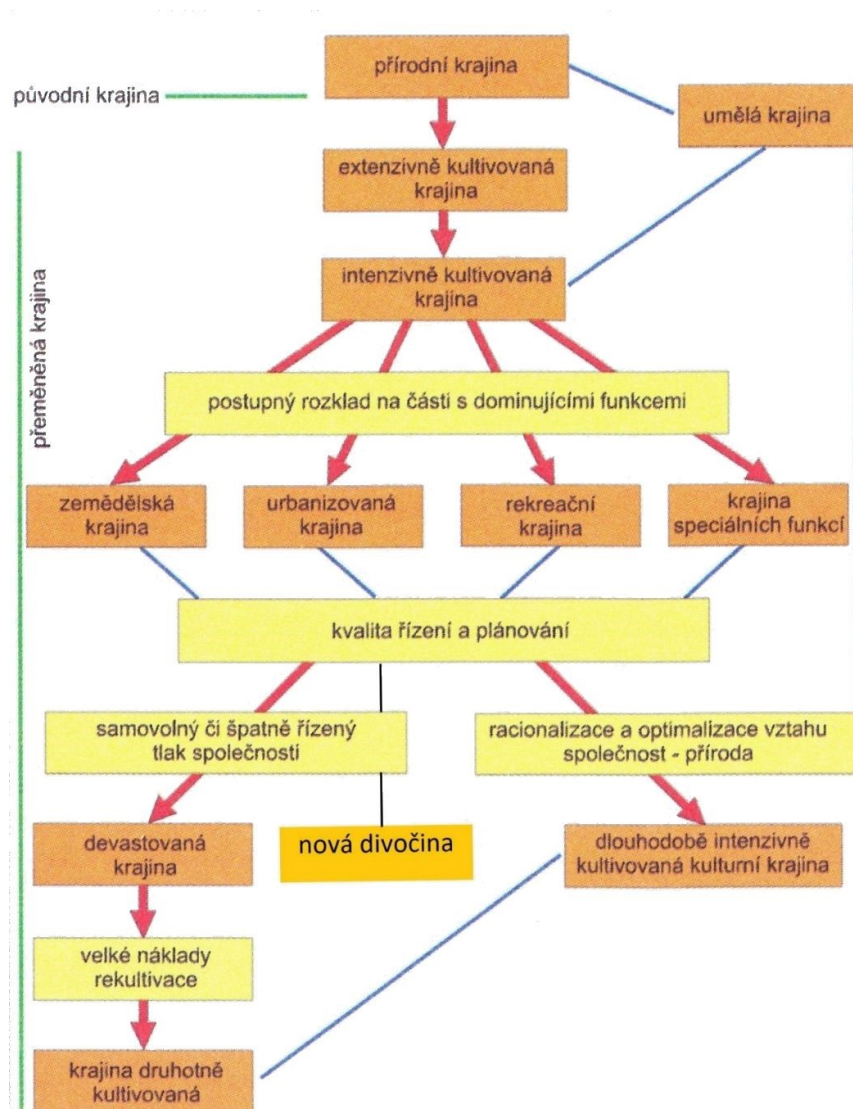 přírodní krajina
původní krajina
umělá krajina
extenzivně kultivovaná
krajina
intenzivně kultivovaná
krajina
přeměněná krajina
postupný rozklad na části s dominujícími funkcemi
zemědělská
krajina
urbanizovaná
krajina
rekreační
krajina
krajina
speciálních funkcí
kvalita řízení a plánování
samovolný či špatně řízený
tlak společnosti
racionalizace a optimalizace vztahu
společnost - příroda
devastovaná
krajina
nová divočina
dlouhodobě intenzivně
kultivovaná kulturní krajina
velké náklady
rekultivace
krajina druhotně
kultivovaná